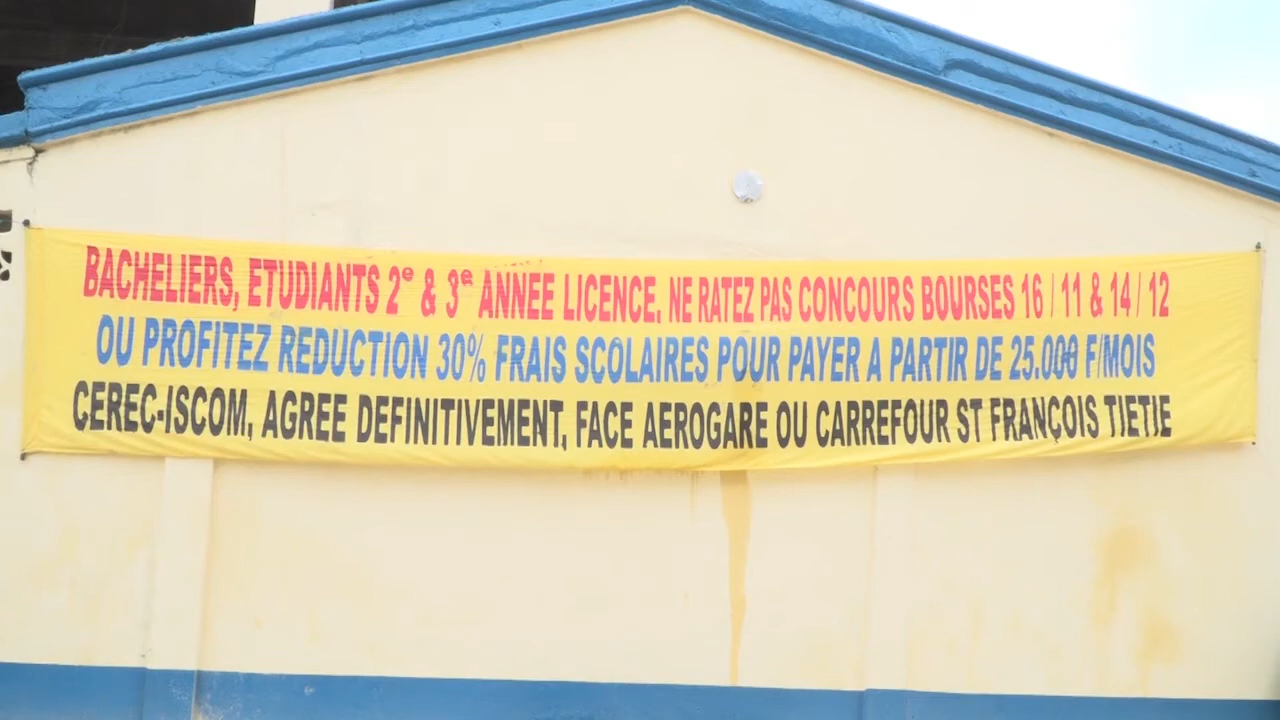 BACHELIERS, ETUDIANTS 2e & 3e ANNEE LICENCE, NE RATEZ PAS CONCOURS BOURSES 16 / 11 & 14 / 12
OU PROFITEZ REDUCTION 30% FRAIS SCOLAIRES POUR PAYER A PARTIR DE 25.000 F/MOIS
CEREC-ISCOM, AGREE DEFINITIVEMENT, FACE AEROGARE OU CARREFOUR ST FRANÇOIS TIETIE